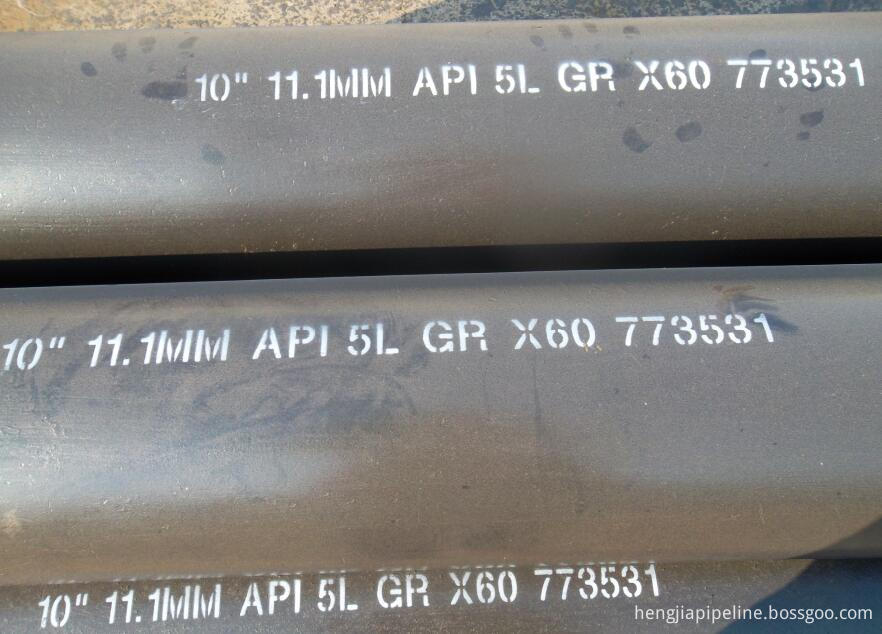 10" 11.1MM API 5L GR X60 773531
10" 11.1MM API 5L GR X60 773531
10" 11.1MM API 5L GR X60 773531
hengjiapipeline.bossgoo.com